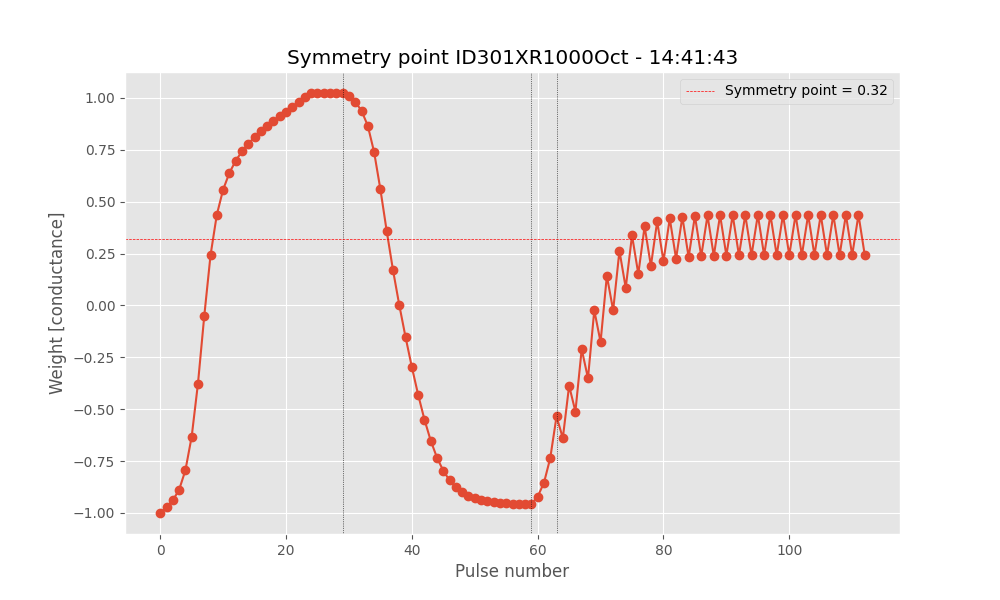 Symmetry point ID301XR1000Oct - 14:41:43
Symmetry point = 0.32
1.00
0.75
0.50
0.25
0.00
−0.25
−0.50
−0.75
−1.00
Weight [conductance]
0 20 40 60 80 100
Pulse number